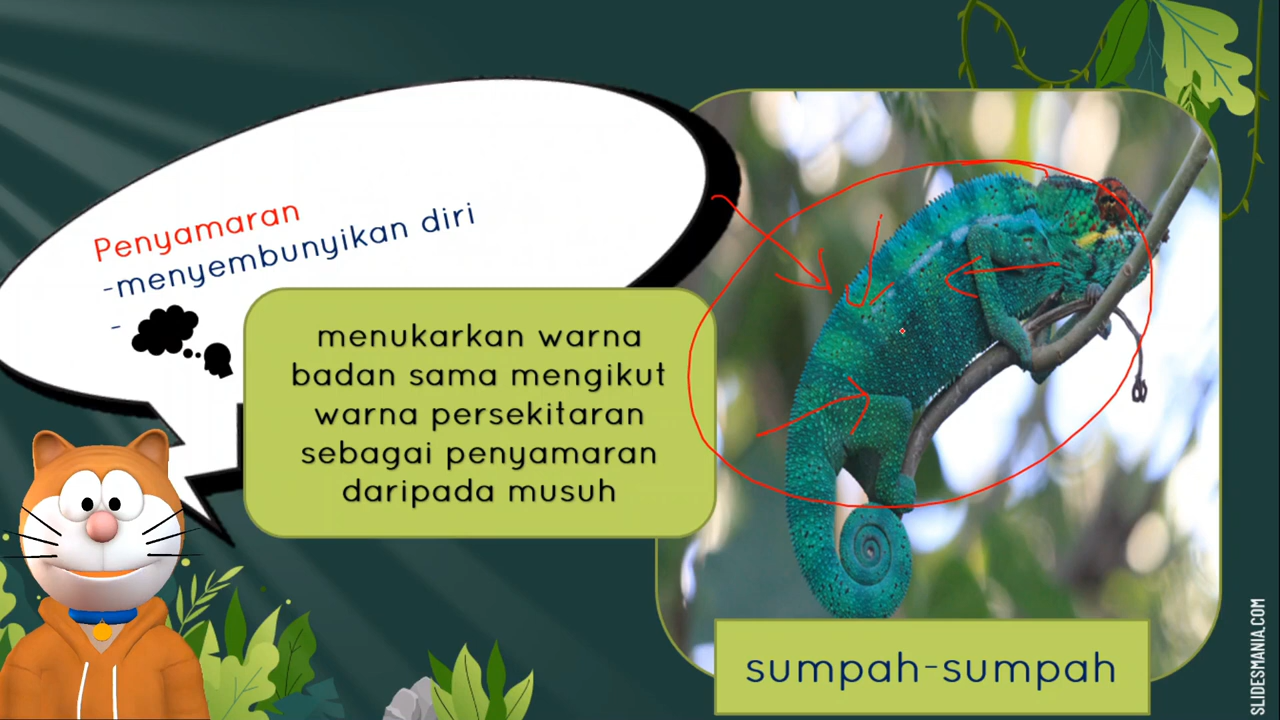 Penyamaran
-menyembunyikan diri
-
menukarkan warna
badan sama mengikut
warna persekitaran
sebagai penyamaran
daripada musuh
sumpah-sumpah
SLIDESMANIA.COM